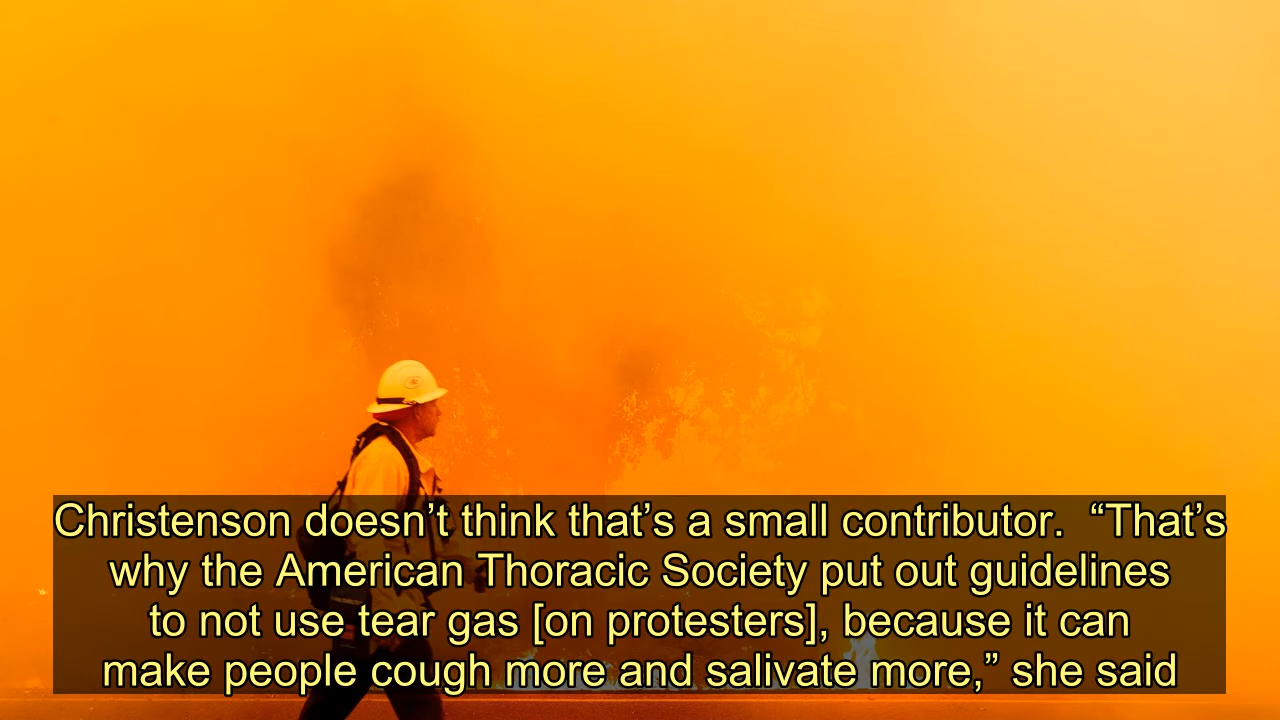 Christenson doesn’t think that’s a small contributor.  “That’s
why the American Thoracic Society put out guidelines
to not use tear gas [on protesters], because it can
make people cough more and salivate more,” she said